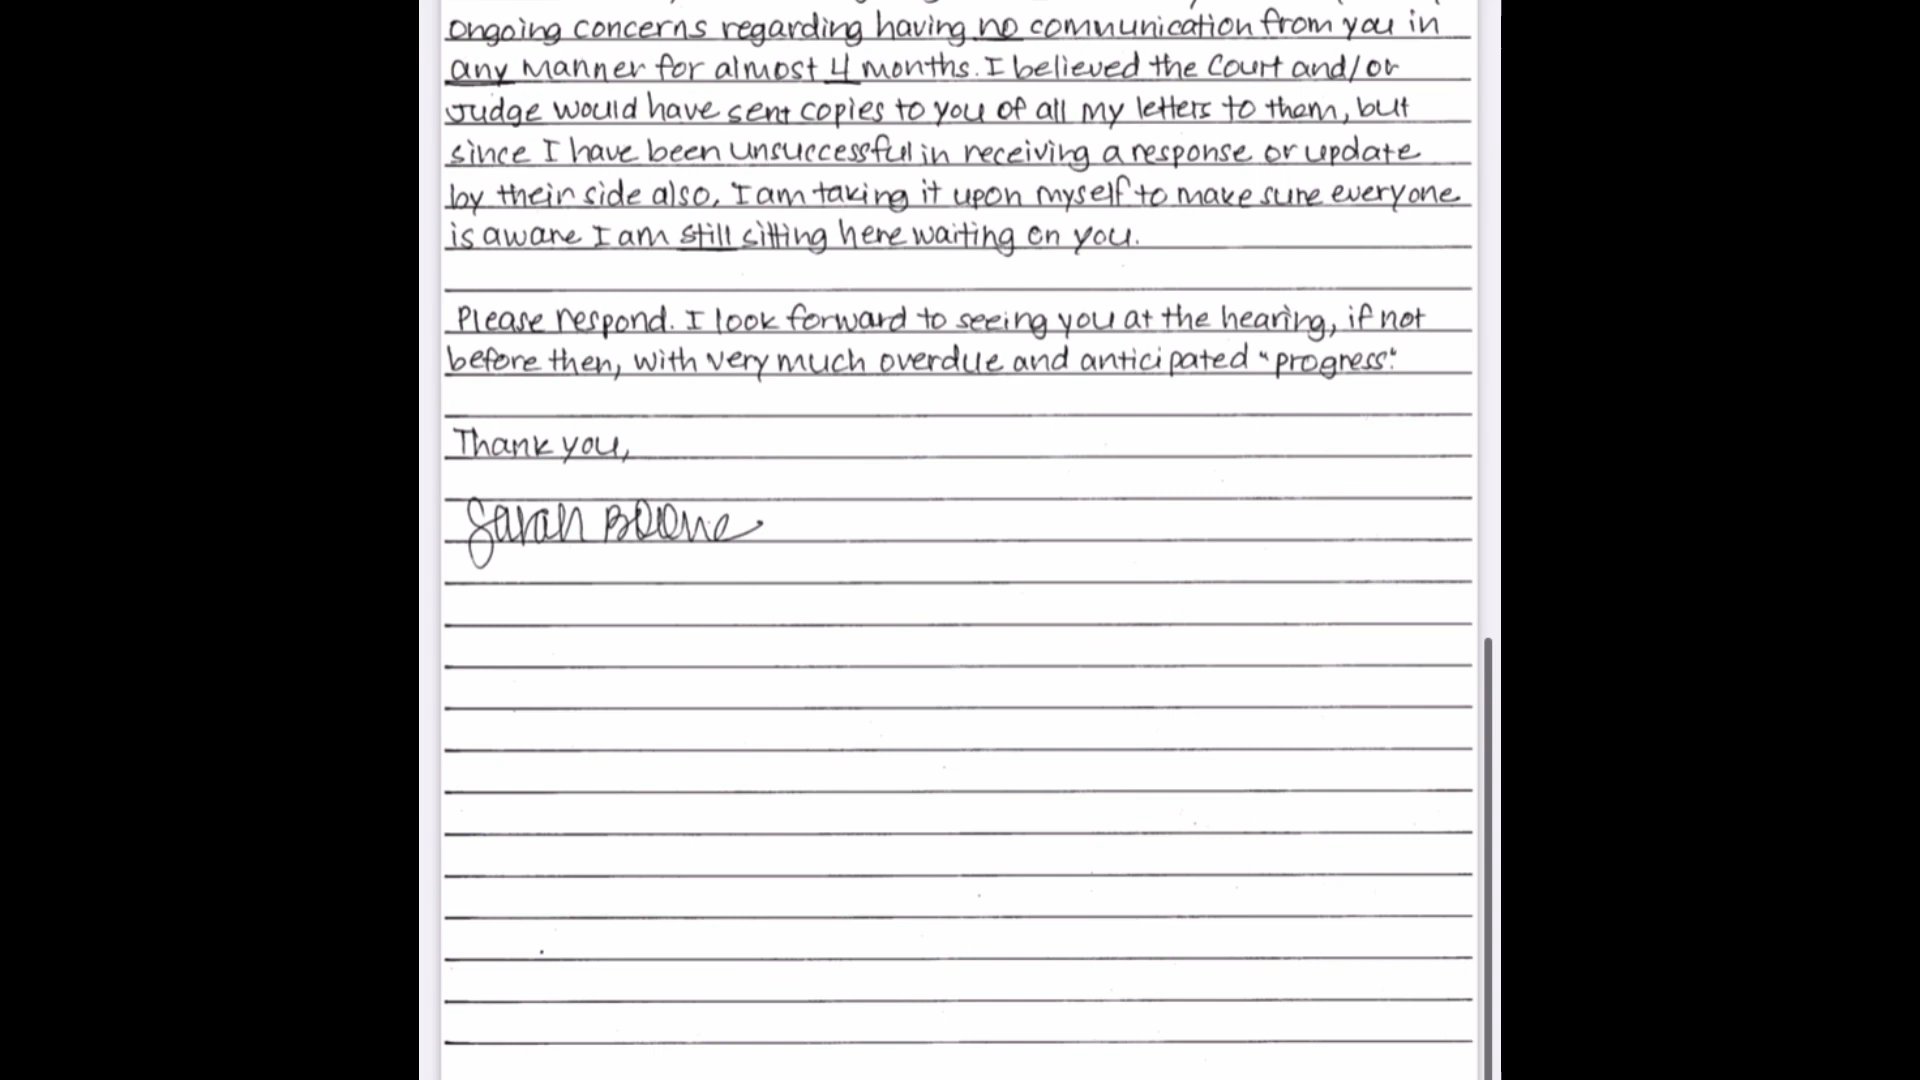 ongoing concerns regarding having no communication from you in
any manner for almost 4 months. I believed the Court and/or
Judge would have sent copies to you of all my letters to them, but
since I have been unsuccessful in receiving a response or update
by their side also, I am taking it upon myself to make sure everyone
is aware I am still sitting here waiting on you.
Please respond. I look forward to seeing you at the hearing, if not
before then, with very much overdue and anticipated "progress".
Thank you,
Sarah Boone